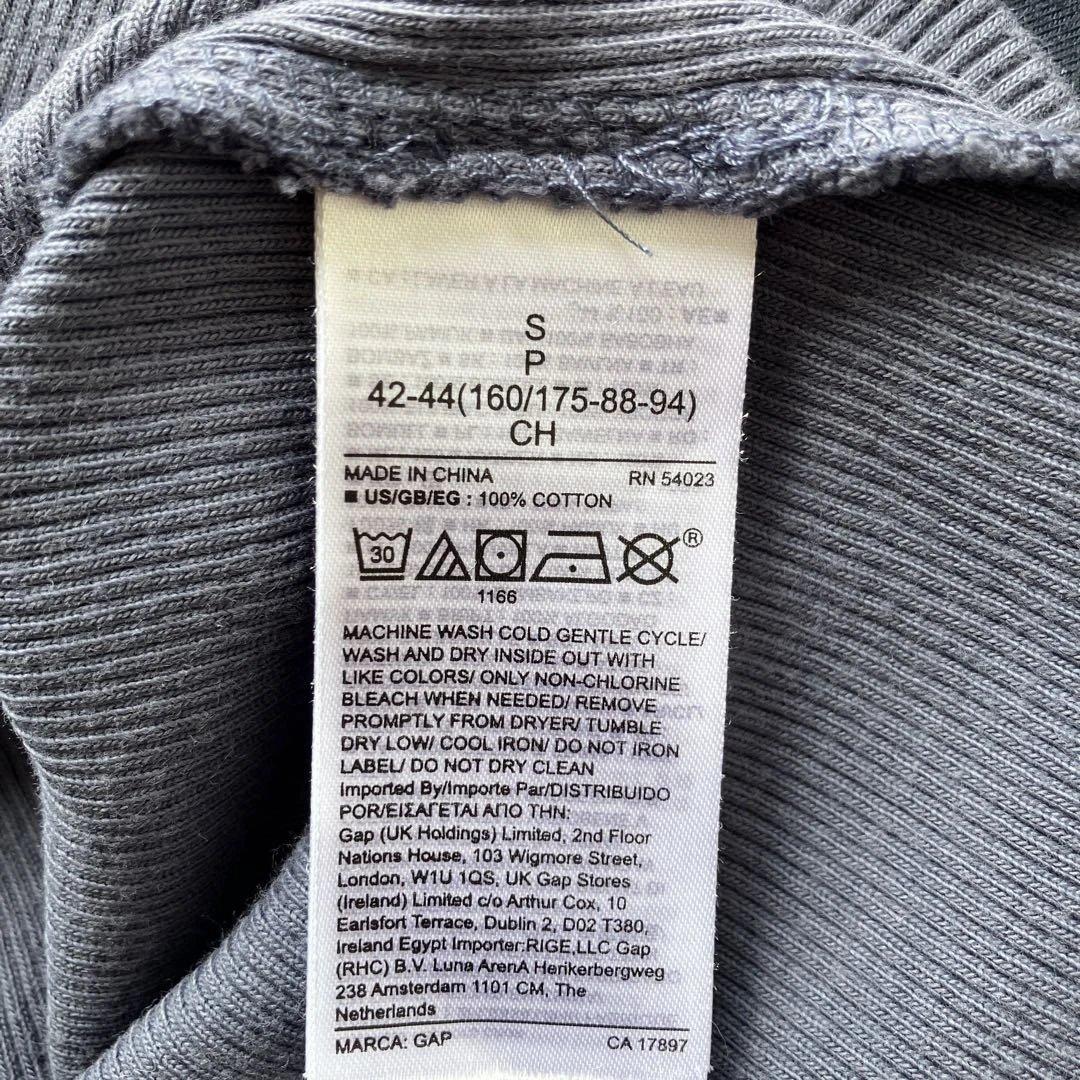 S
P
42-44(160/175-88-94)
CH
MADE IN CHINA RN 54023
■ US/GB/EG : 100% COTTON
30
®
1166
MACHINE WASH COLD GENTLE CYCLE/
WASH AND DRY INSIDE OUT WITH
LIKE COLORS/ ONLY NON-CHLORINE
BLEACH WHEN NEEDED/ REMOVE
PROMPTLY FROM DRYER/ TUMBLE
DRY LOW/ COOL IRON/ DO NOT IRON
LABEL/ DO NOT DRY CLEAN
Imported By/Importe Par/DISTRIBUIDO
POR/ΕΙΣΑΓΕΤΑΙ ΑΠΟ ΤΗΝ:
Gap (UK Holdings) Limited, 2nd Floor
Nations House, 103 Wigmore Street,
London, W1U 1QS, UK Gap Stores
(Ireland) Limited c/o Arthur Cox, 10
Earlsfort Terrace, Dublin 2, D02 T380,
Ireland Egypt Importer:RIGE,LLC Gap
(RHC) B.V. Luna ArenA Herikerbergweg
238 Amsterdam 1101 CM, The
Netherlands
MARCA: GAP CA 17897